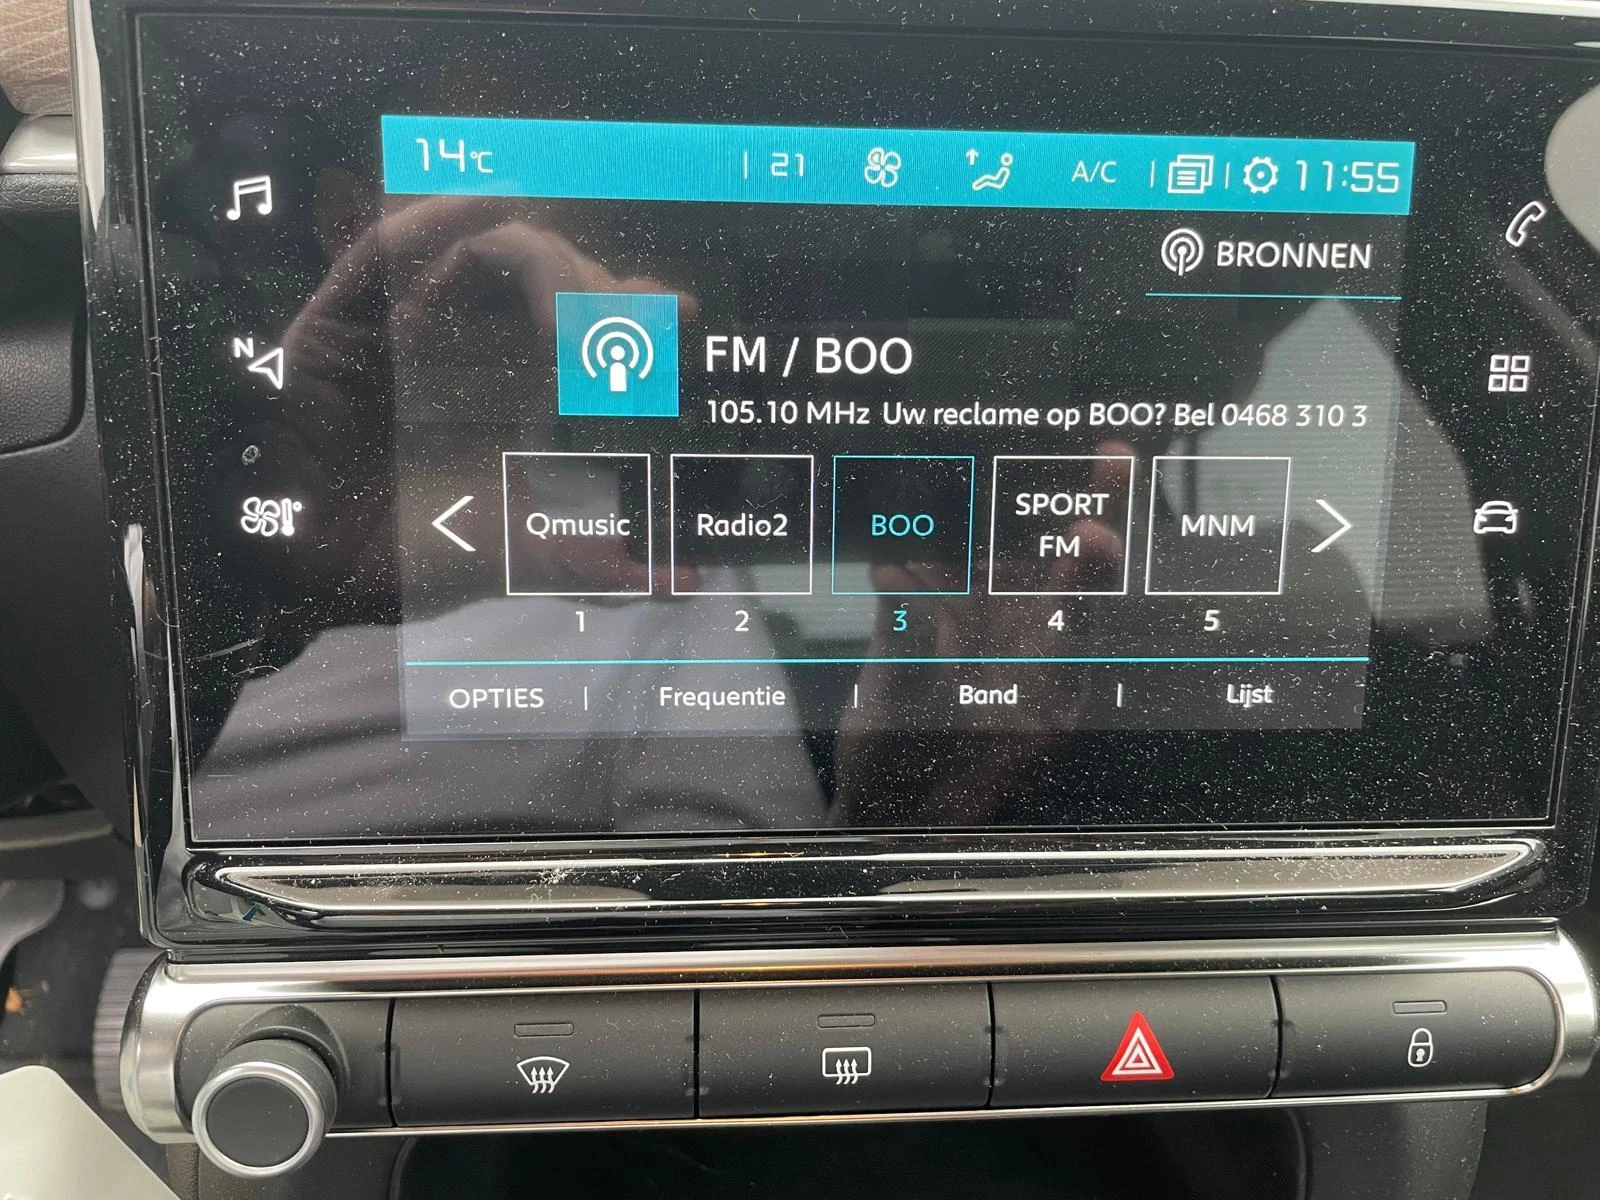 14°C | 21 A/C | | 11:55
BRONNEN
N
FM / BOO
105.10 MHz Uw reclame op BOO? Bel 0468 310 3
Qmusic Radio2 BOO SPORT FM MNM
1 2 3 4 5
OPTIES | Frequentie | Band | Lijst